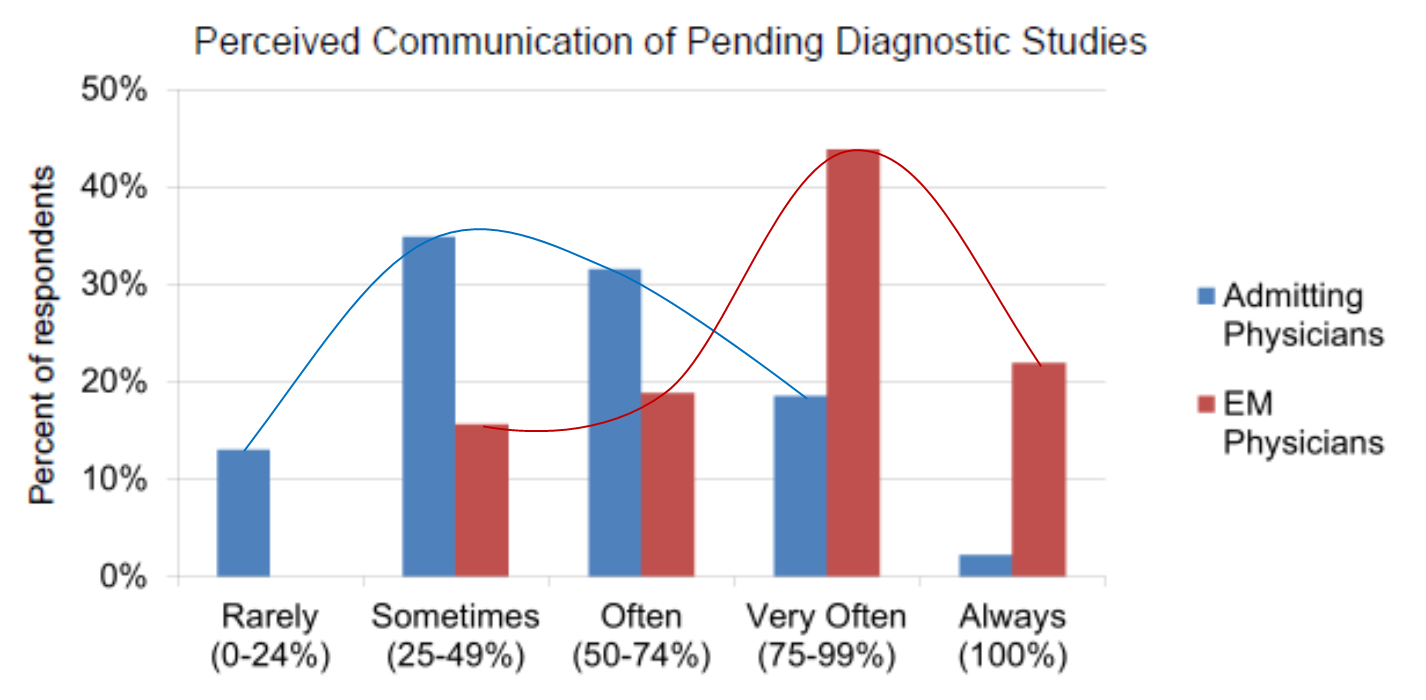 Perceived Communication of Pending Diagnostic Studies
Percent of respondents
50%
40%
30%
20%
10%
0%
Rarely
(0-24%)
Sometimes
(25-49%)
Often
(50-74%)
Very Often
(75-99%)
Always
(100%)
Admitting
Physicians
EM
Physicians